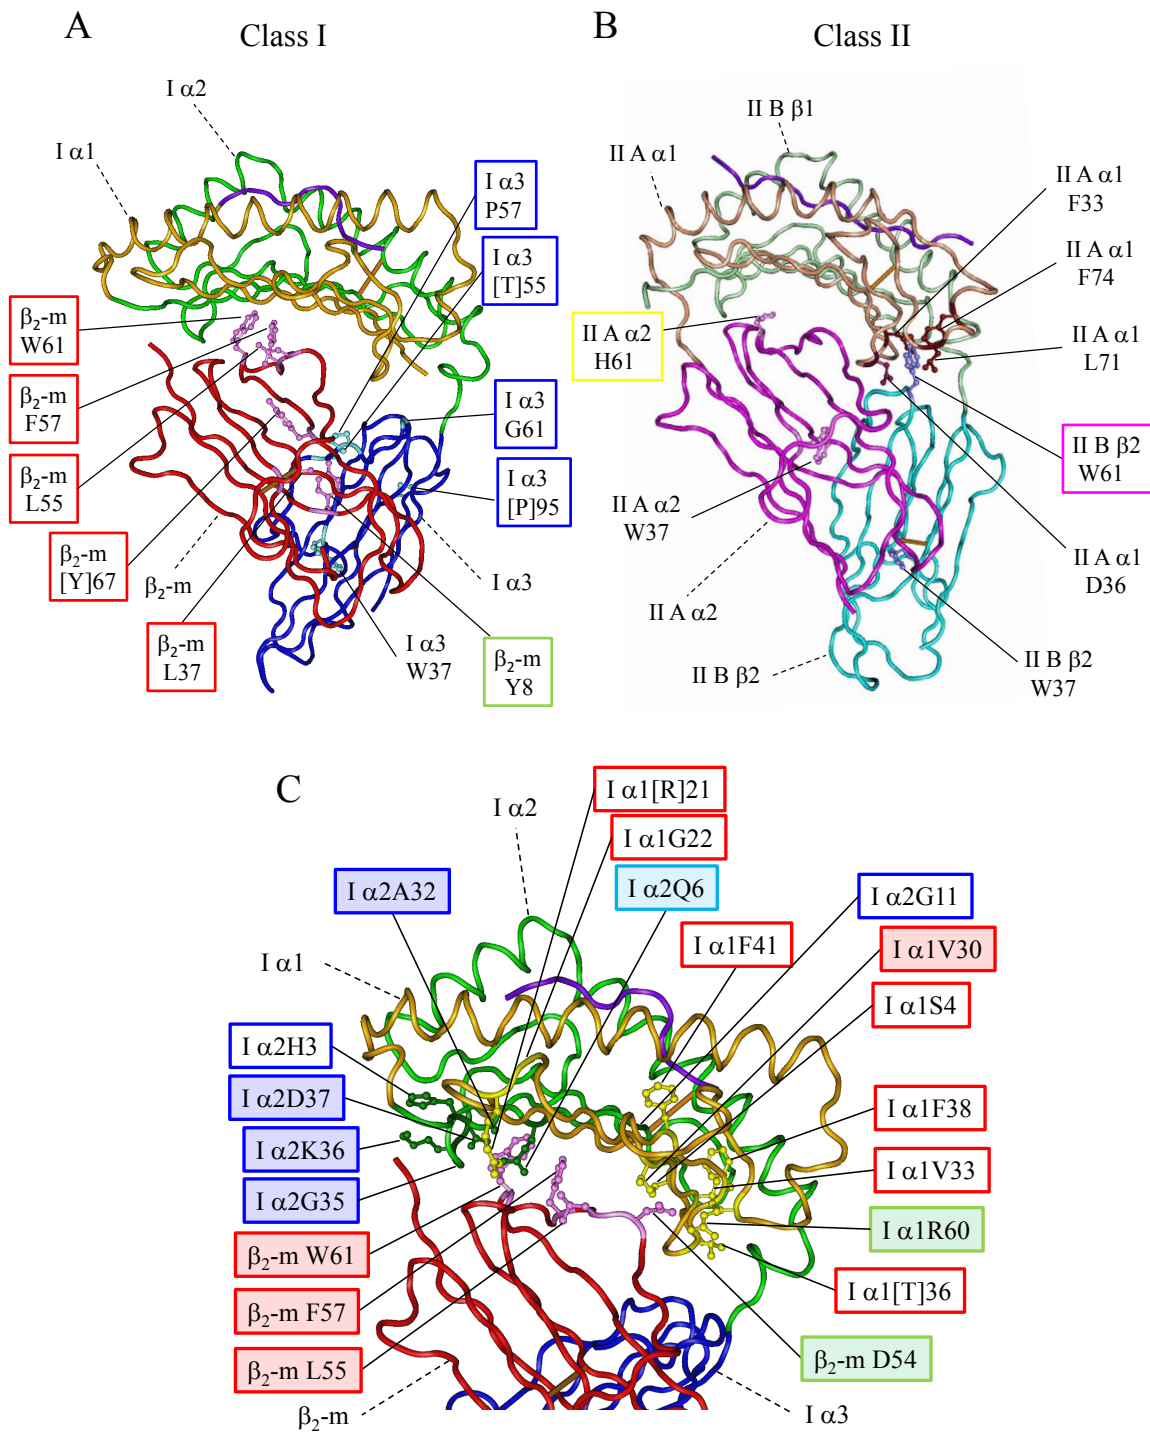 A
Class I
I α2
I α1
I α3
P57
I α3
[T]55
β₂-m
W61
β₂-m
F57
I α3
G61
β₂-m
L55
I α3
[P]95
β₂-m
[Y]67
β₂-m
I α3
β₂-m
L37
I α3
W37
β₂-m
Y8
B
Class II
II B β1
II A α1
II A α1
F33
II A α1
F74
II A α2
H61
II A α1
L71
II B β2
W61
II A α2
W37
II A α1
D36
II A α2
II B β2
II B β2
W37
C
I α2
I α1[R]21
I α1G22
I α2A32
I α2Q6
I α2G11
I α1F41
I α1V30
I α1
I α1S4
I α2H3
I α2D37
I α1F38
I α2K36
I α1V33
I α2G35
I α1R60
β₂-m W61
I α1[T]36
β₂-m F57
β₂-m D54
β₂-m L55
β₂-m
I α3